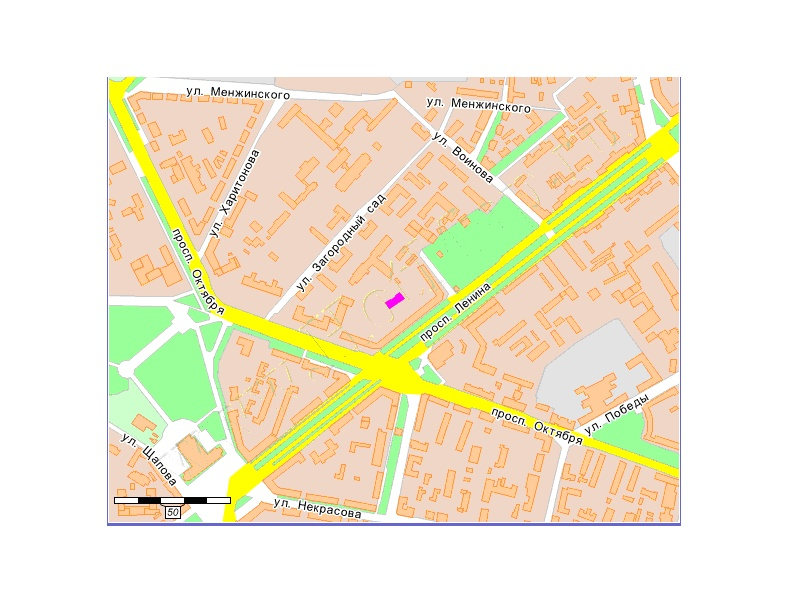 ул. Менжинского
ул. Менжинского
ул. Воинова
ул. Харитонова
ул. Загородный сад
просп. Октября
просп. Ленина
просп. Октября
ул. Победы
ул. Щапова
50
ул. Некрасова